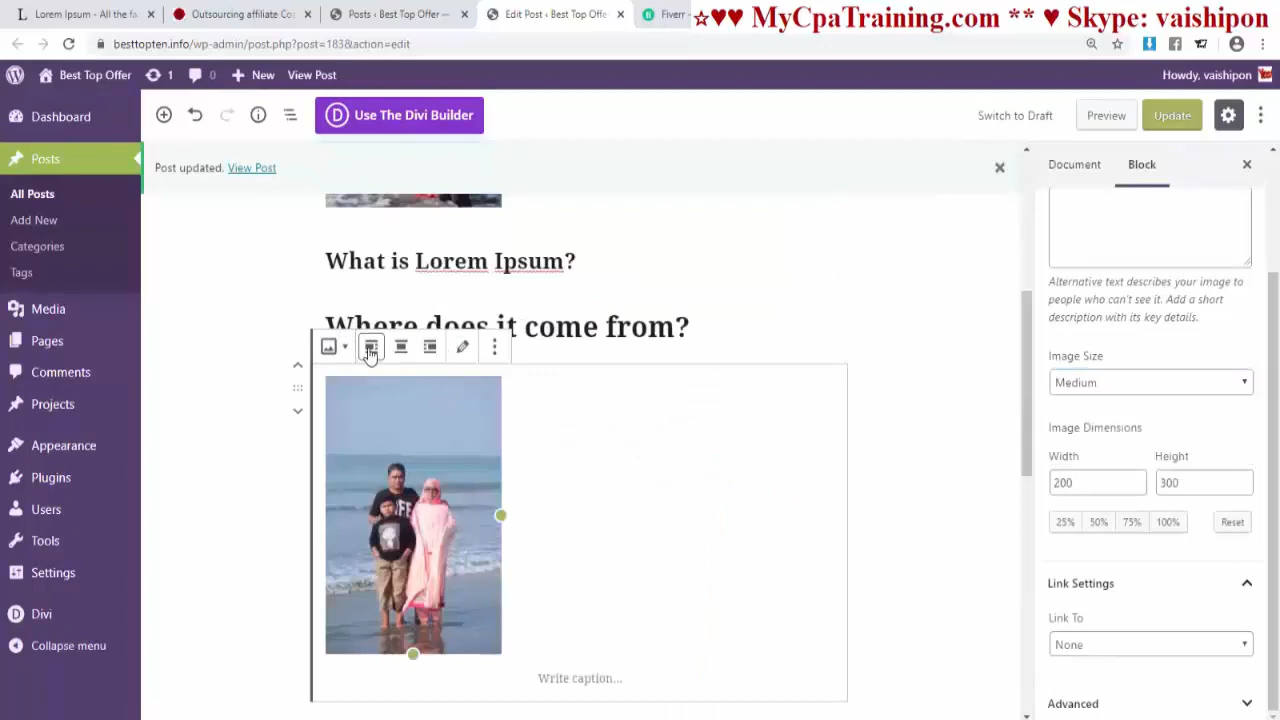 Lorem Ipsum - All the fa
Outsourcing affiliate Co
Posts ‹ Best Top Offer —
Edit Post ‹ Best Top Offe
Fiverr
☆♥♥ MyCpaTraining.com ** ♥ Skype: vaishipon
besttopten.info/wp-admin/post.php?post=183&action=edit
Best Top Offer
1
0
New
View Post
Howdy, vaishipon
Dashboard
Posts
All Posts
Add New
Categories
Tags
Media
Pages
Comments
Projects
Appearance
Plugins
Users
Tools
Settings
Divi
Collapse menu
D Use The Divi Builder
Switch to Draft
Preview
Update
Post updated. View Post
What is Lorem Ipsum?
Where does it come from?
Write caption...
Document
Block
Alternative text describes your image to
people who can't see it. Add a short
description with its key details.
Image Size
Medium
Image Dimensions
Width
Height
200
300
25%
50%
75%
100%
Reset
Link Settings
Link To
None
Advanced